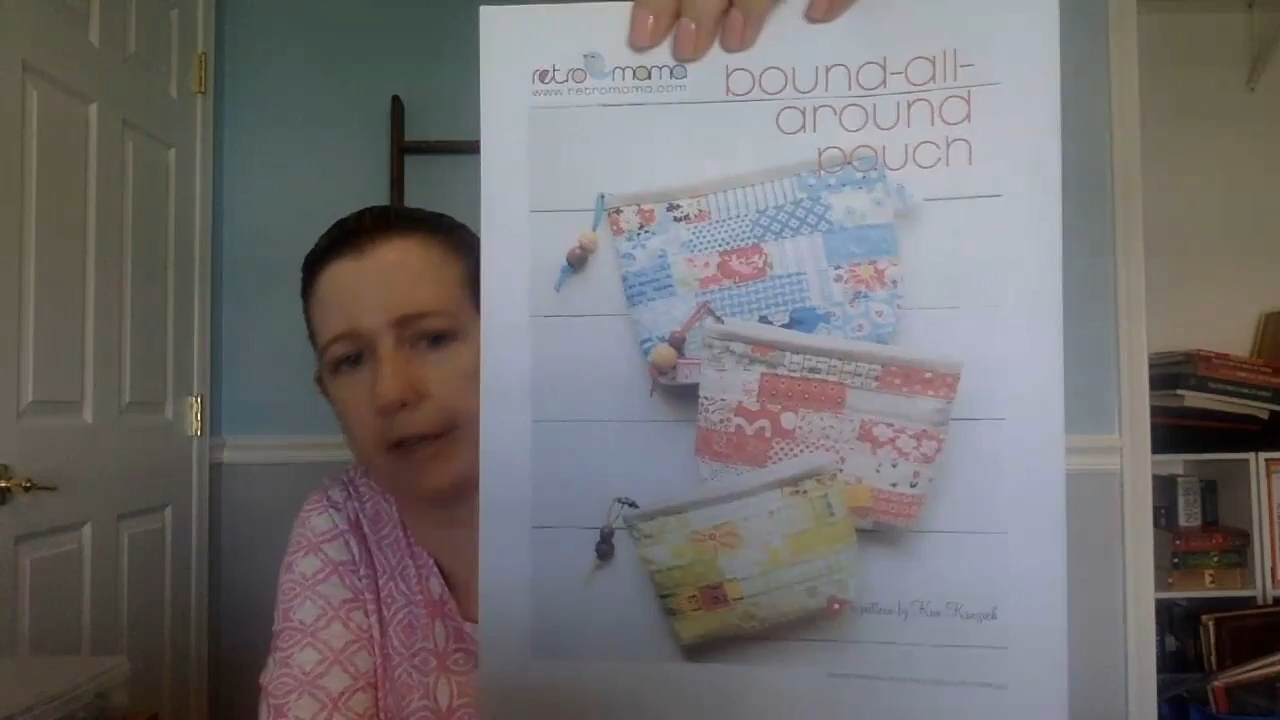 retro mama
www.retromama.com
bound-all-
around
pouch
pattern by Kim Kruzich